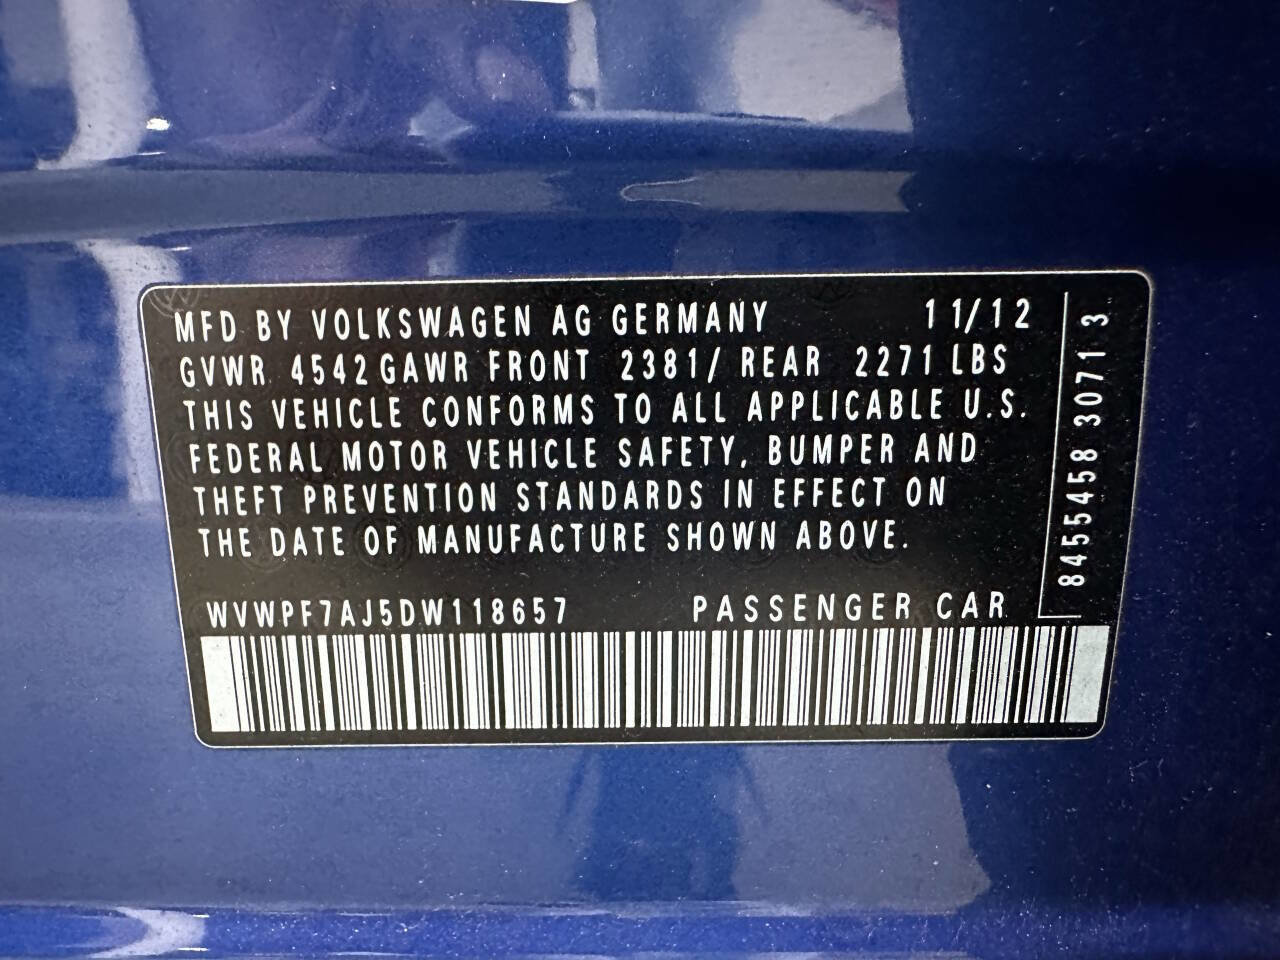 MFD BY VOLKSWAGEN AG GERMANY 11/12
GVWR 4542 GAWR FRONT 2381/ REAR 2271 LBS
THIS VEHICLE CONFORMS TO ALL APPLICABLE U.S.
FEDERAL MOTOR VEHICLE SAFETY, BUMPER AND
THEFT PREVENTION STANDARDS IN EFFECT ON
THE DATE OF MANUFACTURE SHOWN ABOVE.
WVWPF7AJ5DW118657 PASSENGER CAR
8455458 3071 3